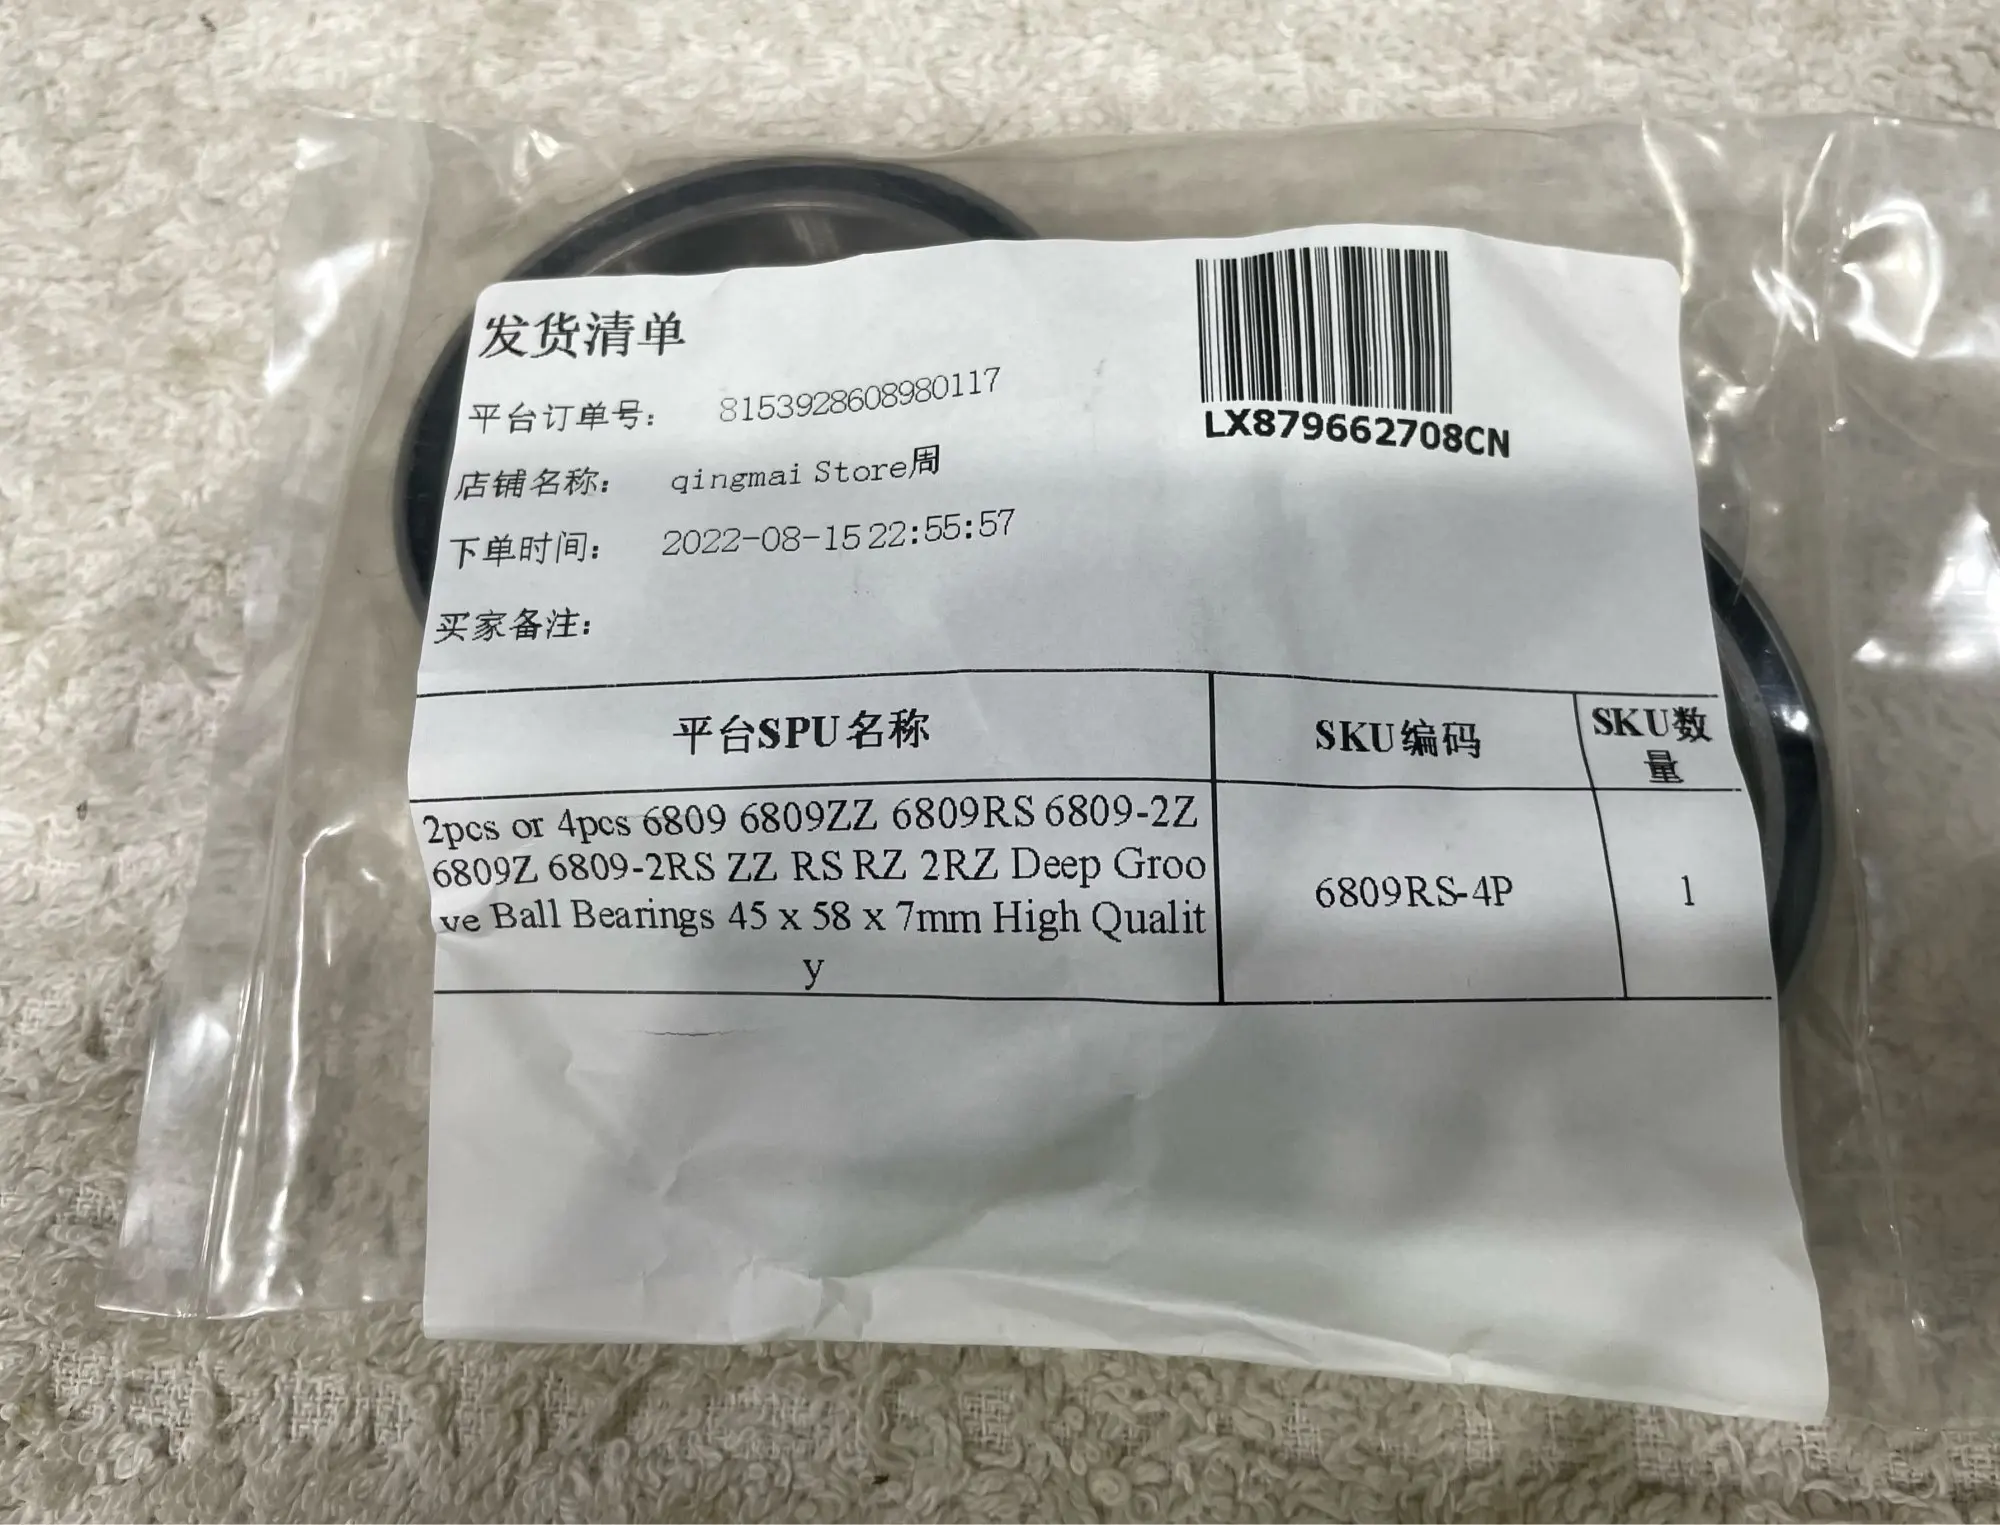 发货清单
LX879662708CN
平台订单号： 8153928608980117
店铺名称： qingmai Store周
下单时间： 2022-08-15 22:55:57
买家备注：
平台SPU名称 SKU编码 SKU数
量
2pcs or 4pcs 6809 6809ZZ 6809RS 6809-2Z
6809Z 6809-2RS ZZ RS RZ 2RZ Deep Groo
ve Ball Bearings 45 x 58 x 7mm High Qualit
y
6809RS-4P
1